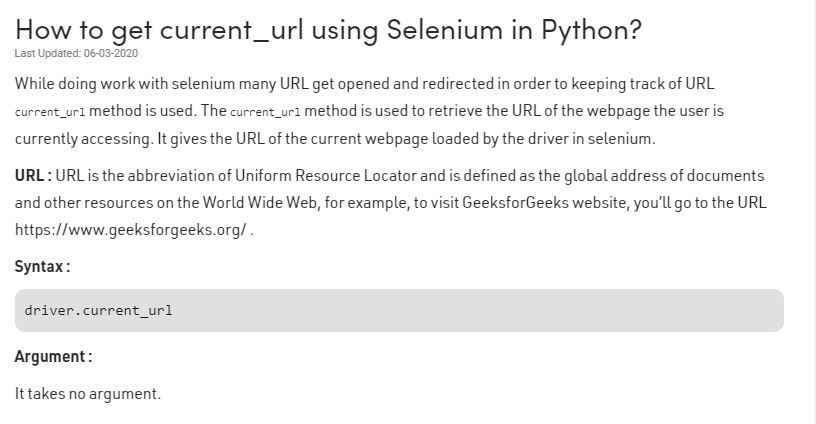 How to get current_url using Selenium in Python?
Last Updated: 06-03-2020
While doing work with selenium many URL get opened and redirected in order to keeping track of URL
current_url method is used. The current_url method is used to retrieve the URL of the webpage the user is
currently accessing. It gives the URL of the current webpage loaded by the driver in selenium.
URL : URL is the abbreviation of Uniform Resource Locator and is defined as the global address of documents
and other resources on the World Wide Web, for example, to visit GeeksforGeeks website, you’ll go to the URL
https://www.geeksforgeeks.org/ .
Syntax :
driver.current_url
Argument :
It takes no argument.